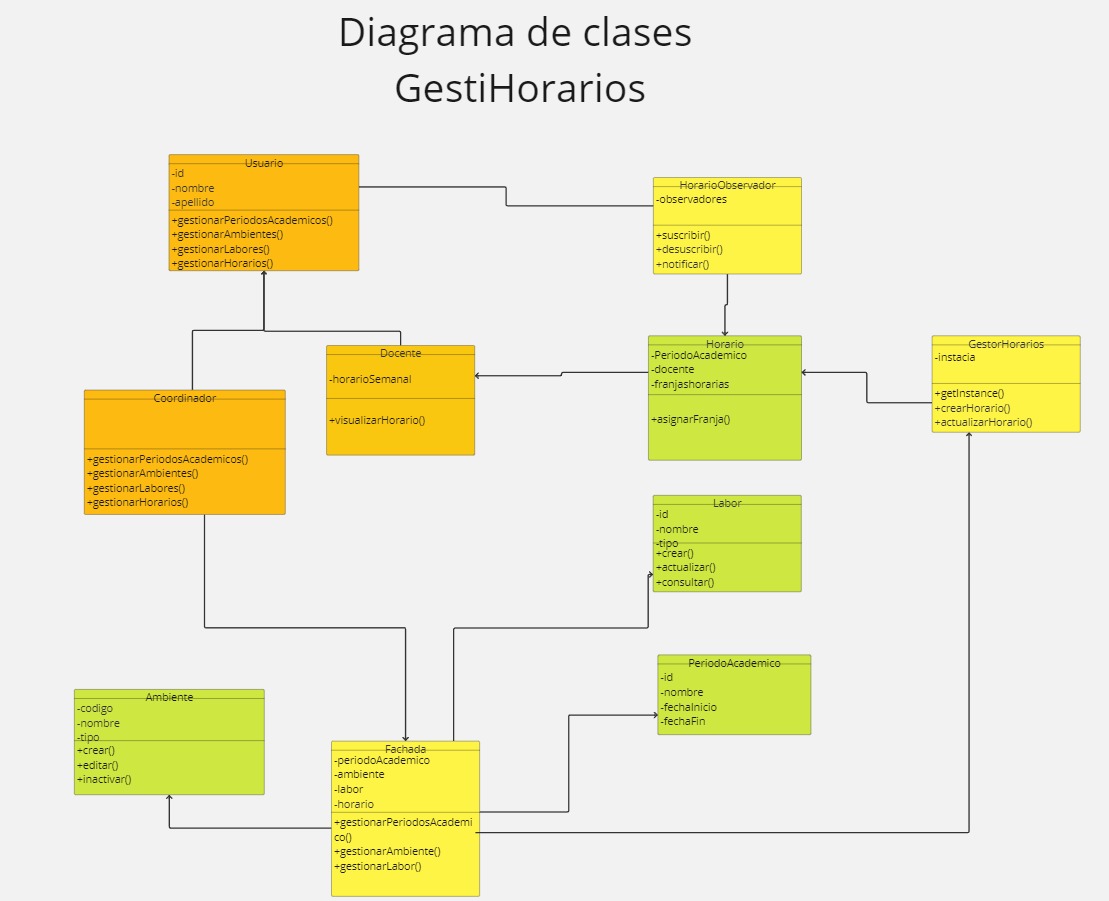 Diagrama de clases
GestiHorarios
Usuario
-id
-nombre
-apellido
+gestionarPeriodosAcademicos()
+gestionarAmbientes()
+gestionarLabores()
+gestionarHorarios()
HorarioObservador
-observadores
+suscribir()
+desuscribir()
+notificar()
Docente
-horarioSemanal
+visualizarHorario()
Horario
-PeriodoAcademico
-docente
-franjashorarias
+asignarFranja()
GestorHorarios
-instacia
+getInstance()
+crearHorario()
+actualizarHorario()
Coordinador
+gestionarPeriodosAcademicos()
+gestionarAmbientes()
+gestionarLabores()
+gestionarHorarios()
Labor
-id
-nombre
-tipo
+crear()
+actualizar()
+consultar()
PeriodoAcademico
-id
-nombre
-fechaInicio
-fechaFin
Ambiente
-codigo
-nombre
-tipo
+crear()
+editar()
+inactivar()
Fachada
-periodoAcademico
-ambiente
-labor
-horario
+gestionarPeriodosAcademi
co()
+gestionarAmbiente()
+gestionarLabor()